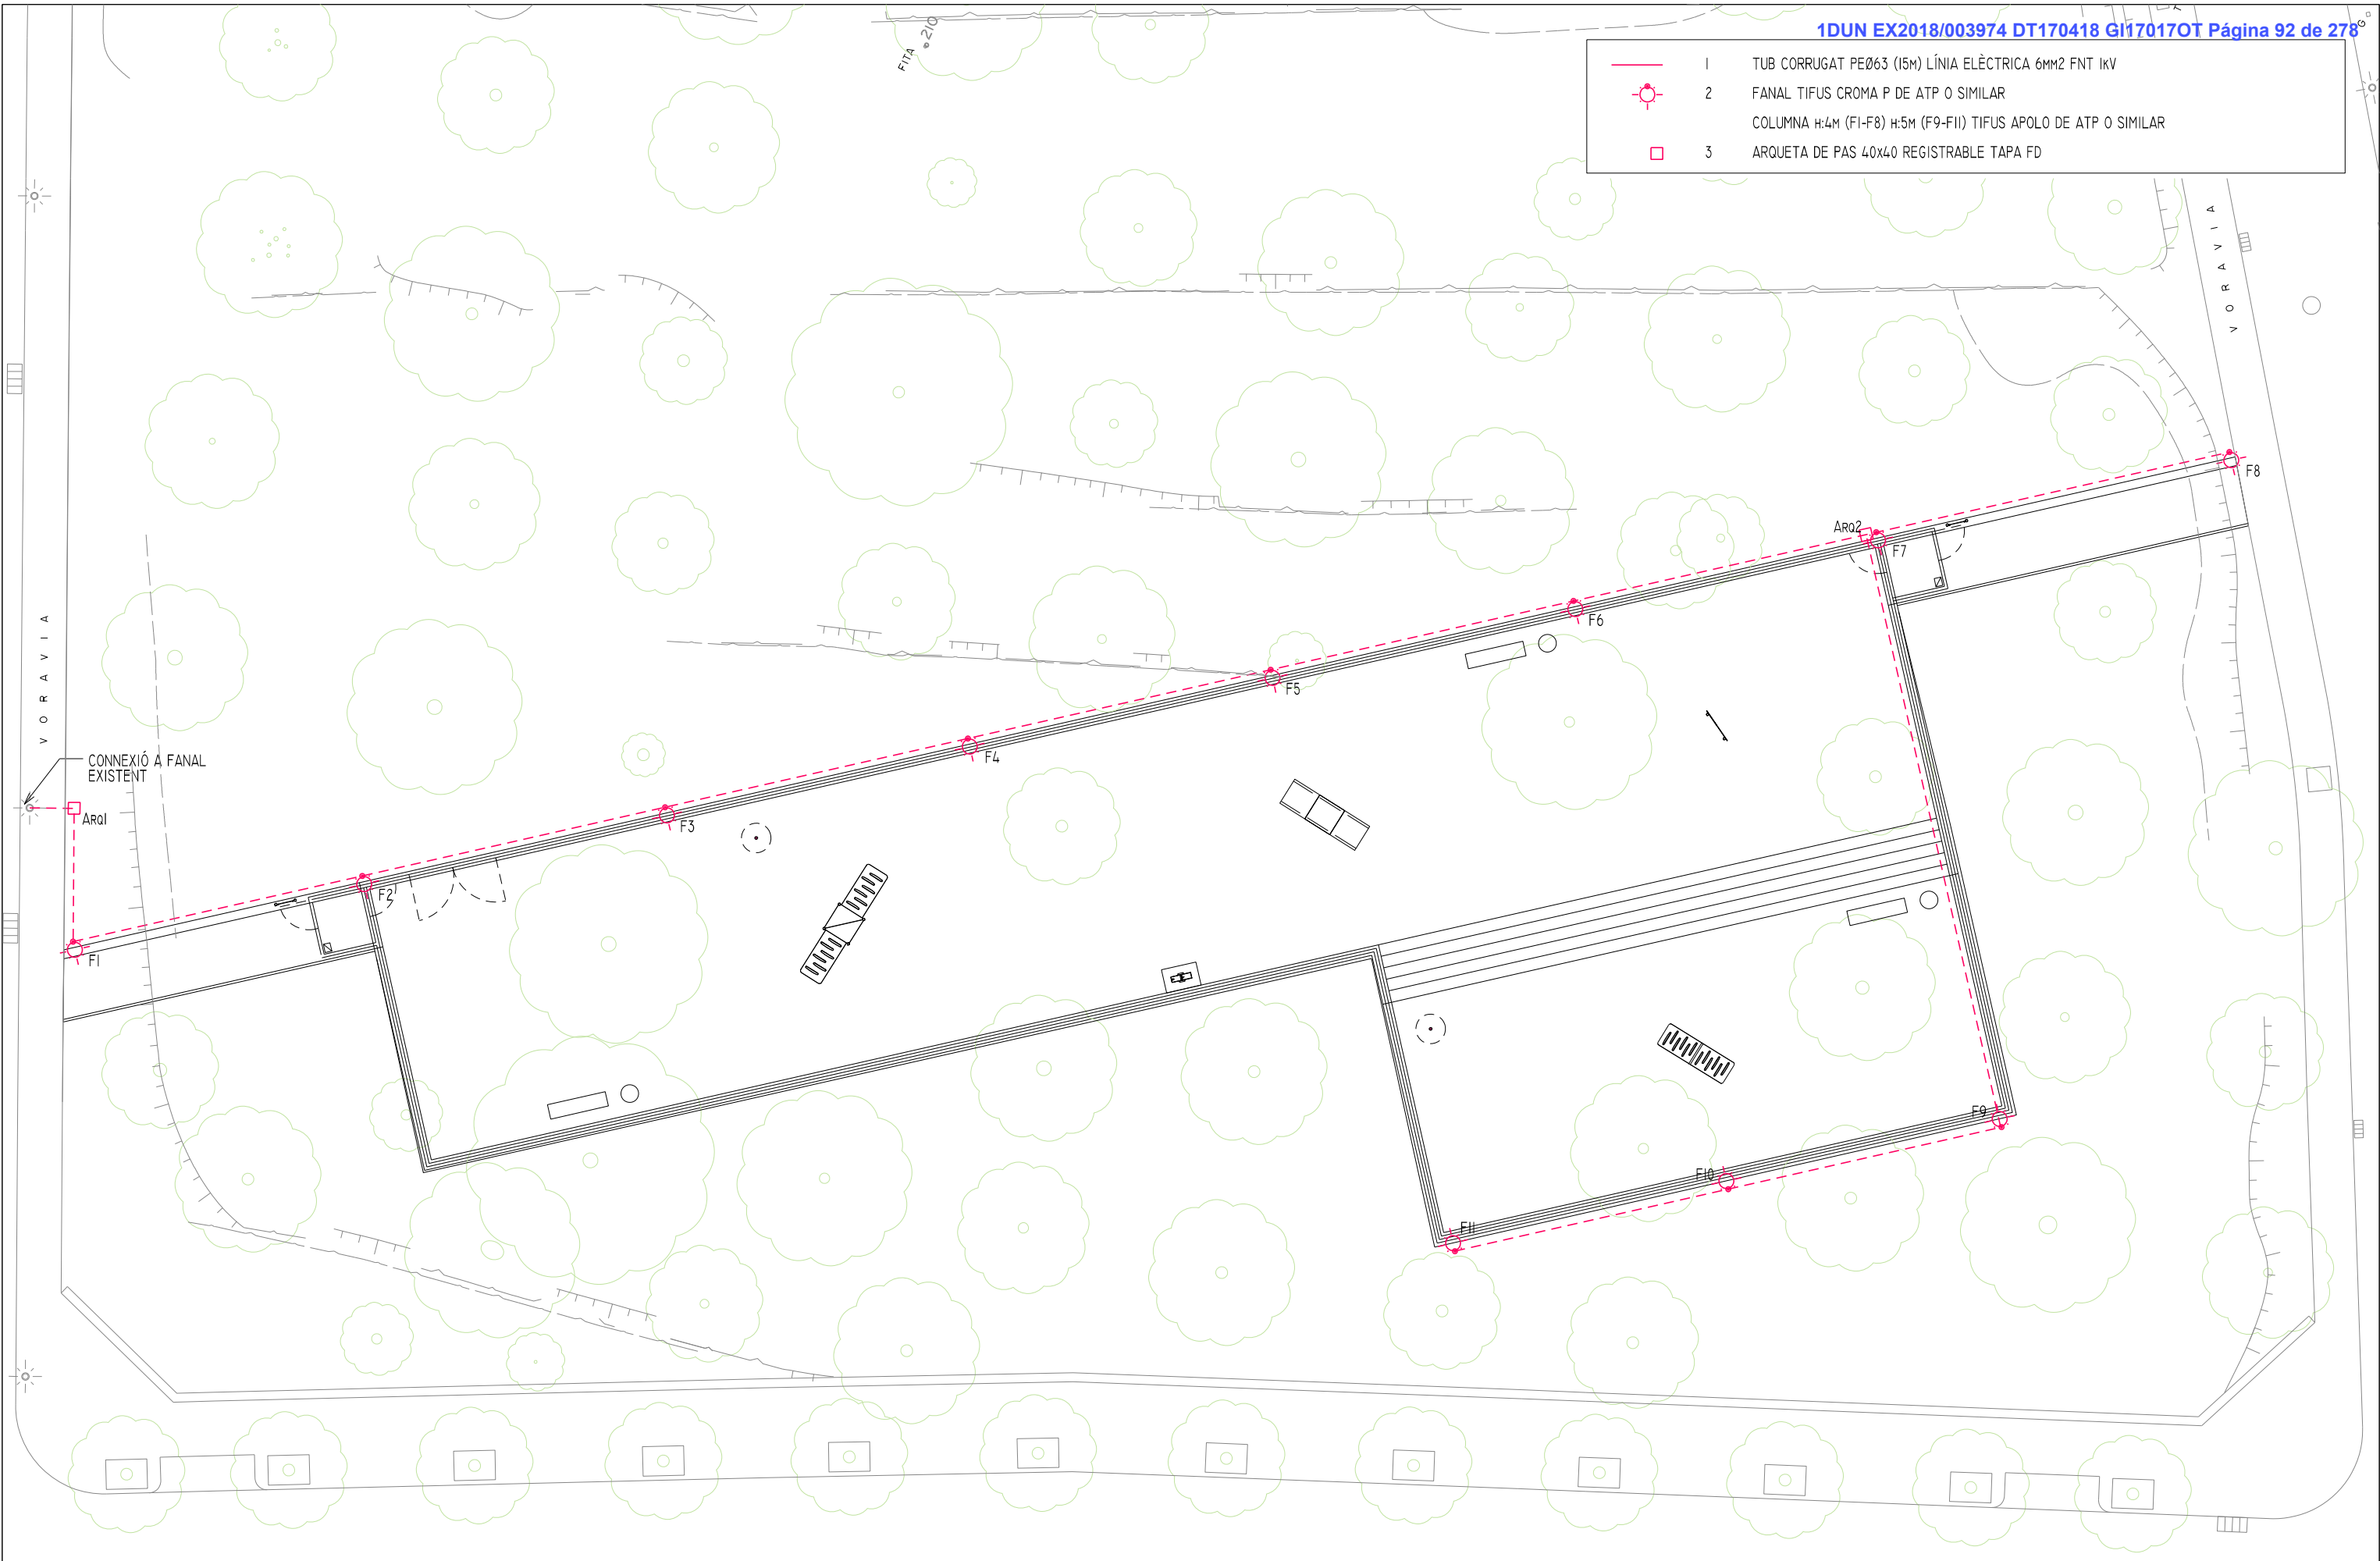 1DUN EX2018/003974 DT170418 GI17017OT Página 92 de 278
1 TUB CORRUGAT PEØ63 (15M) LÍNIA ELÈCTRICA 6MM2 FNT 1KV
2 FANAL TIFUS CROMA P DE ATP O SIMILAR
COLUMNA H:4M (F1-F8) H:5M (F9-F11) TIFUS APOLO DE ATP O SIMILAR
3 ARQUETA DE PAS 40X40 REGISTRABLE TAPA FD
G
FITA 210
VORAVIA
F8
ARQ2
F7
F6
F5
VORAVIA
F4
CONNEXIÓ A FANAL
EXISTENT
ARQ1
F3
F2
F1
F9
F10
F11